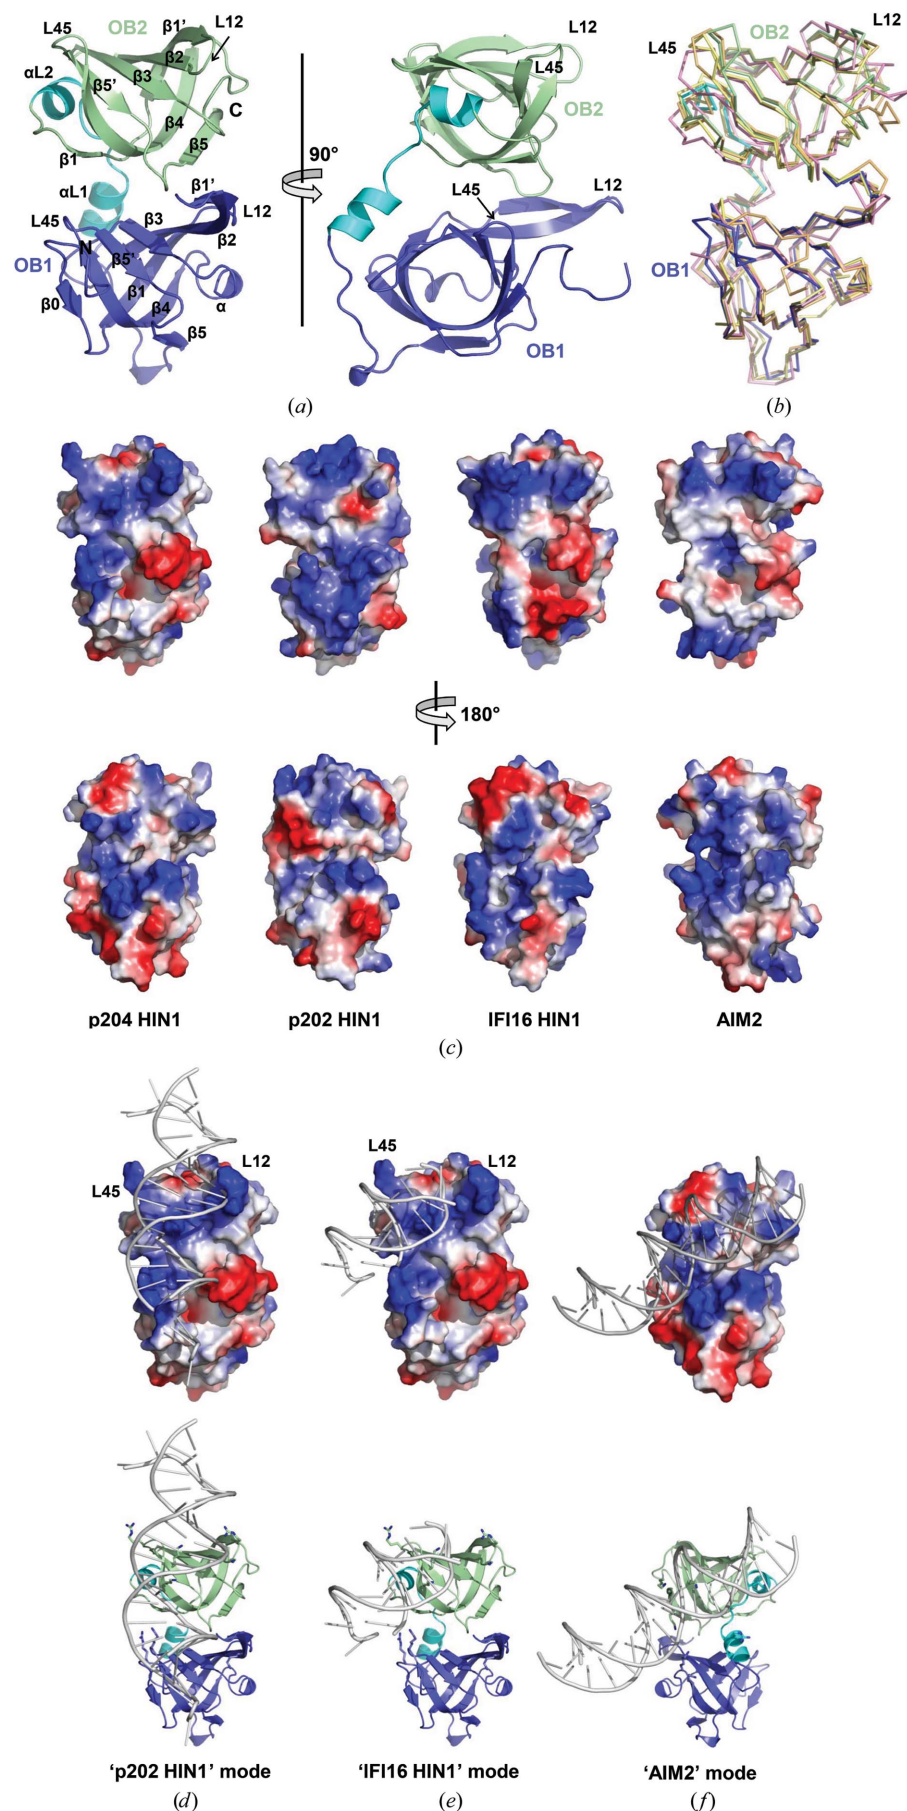 L45 OB2 β1’ L12
αL2 β5’ β3 β2
β4 C
β1 β5
αL1 β1’
L45 β3 L12
N β2
OB1 β5’
β0 β1 α
β4
β5
90°
L12
L45
OB2
L45 L12
OB1
L45 OB2 L12
OB1
(a) (b)
180°
p204 HIN1 p202 HIN1 IFI16 HIN1 AIM2
(c)
L45 L12
L45 L12
‘p202 HIN1’ mode ‘IFI16 HIN1’ mode ‘AIM2’ mode
(d) (e) (f)